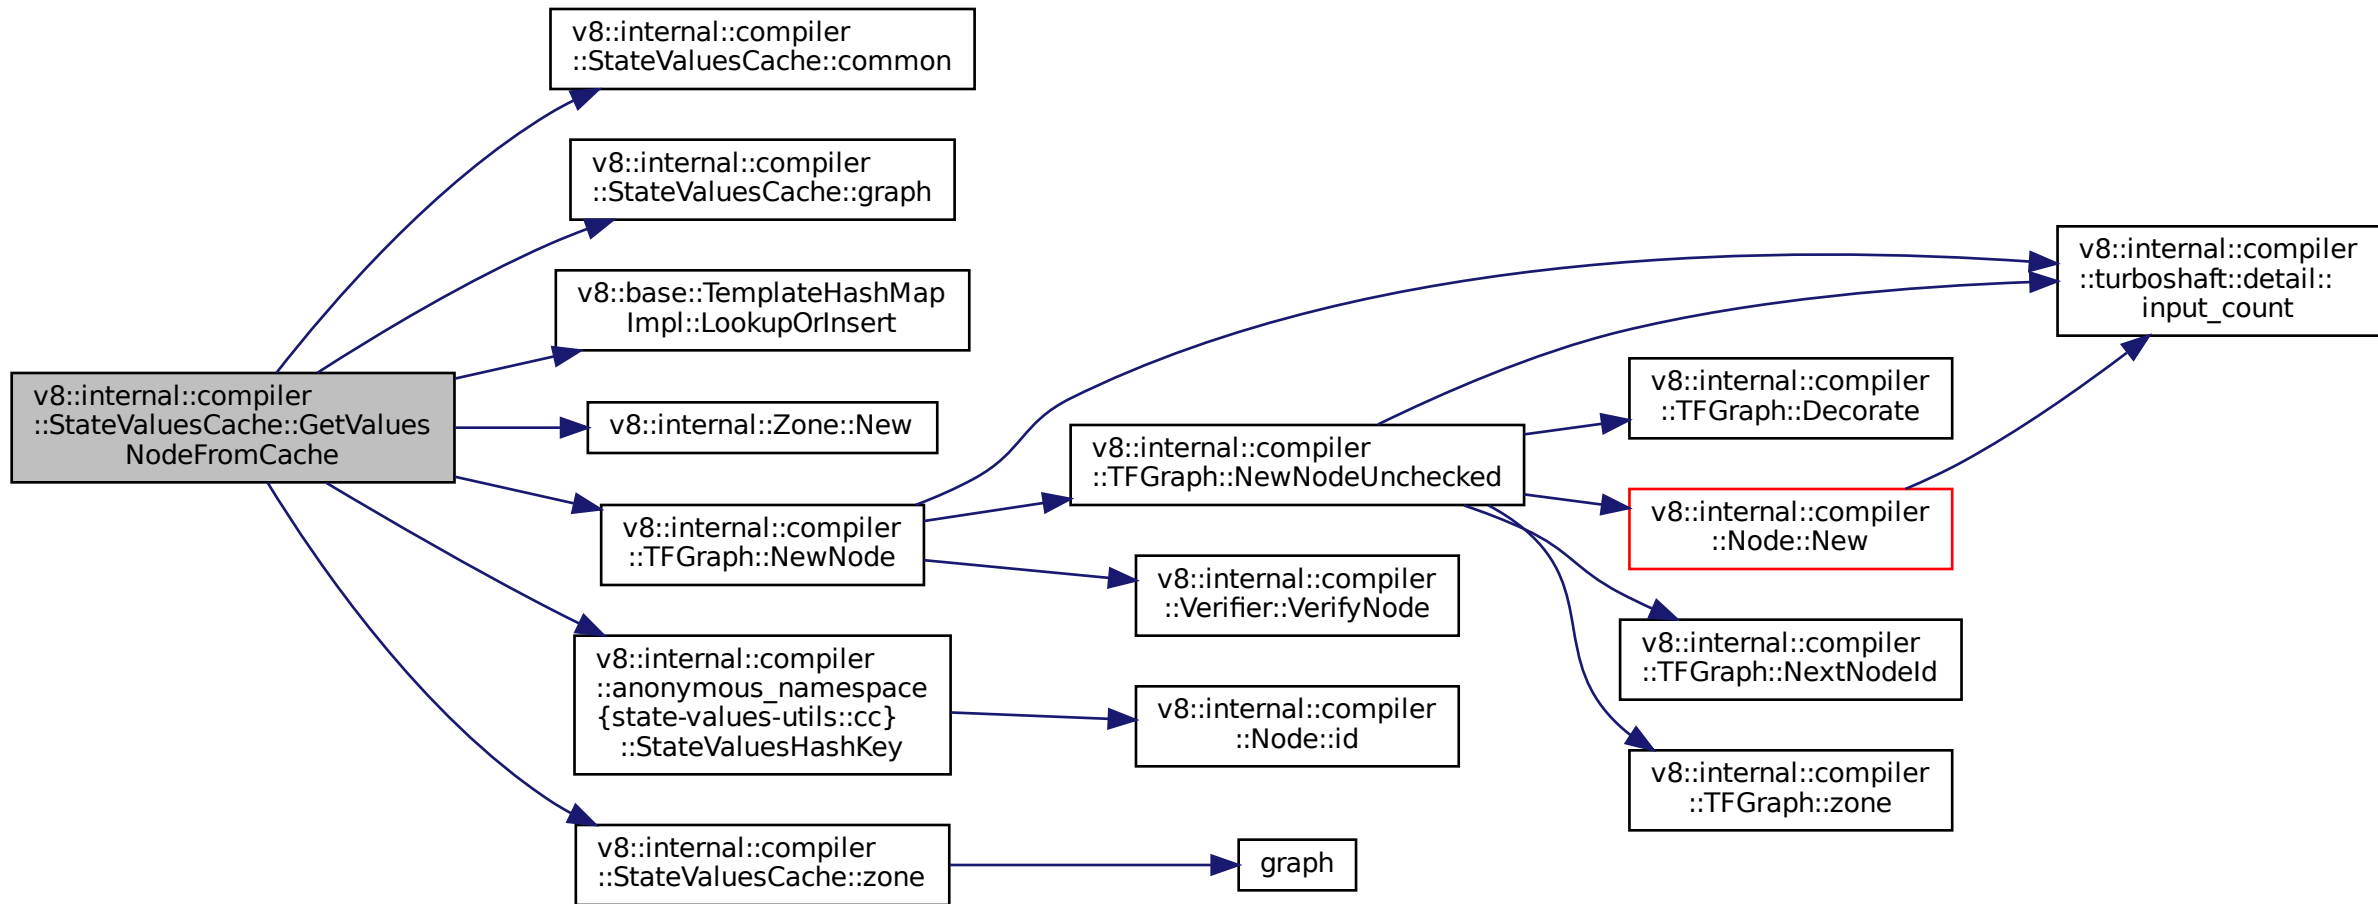 v8::internal::compiler
::StateValuesCache::GetValues
NodeFromCache
v8::internal::compiler
::StateValuesCache::common
v8::internal::compiler
::StateValuesCache::graph
v8::base::TemplateHashMap
Impl::LookupOrInsert
v8::internal::Zone::New
v8::internal::compiler
::TFGraph::NewNode
v8::internal::compiler
::anonymous_namespace
{state-values-utils::cc}
::StateValuesHashKey
v8::internal::compiler
::StateValuesCache::zone
v8::internal::compiler
::TFGraph::NewNodeUnchecked
v8::internal::compiler
::Verifier::VerifyNode
v8::internal::compiler
::Node::id
graph
v8::internal::compiler
::TFGraph::Decorate
v8::internal::compiler
::Node::New
v8::internal::compiler
::TFGraph::NextNodeId
v8::internal::compiler
::TFGraph::zone
v8::internal::compiler
::turboshaft::detail::
input_count